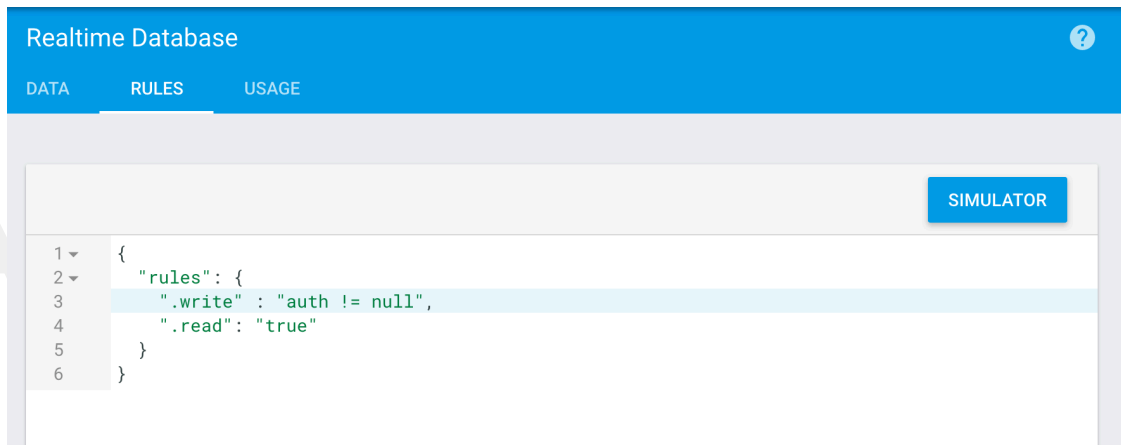 Realtime Database ?
DATA RULES USAGE
SIMULATOR
1 {
2 "rules": {
3 ".write" : "auth != null",
4 ".read": "true"
5 }
6 }